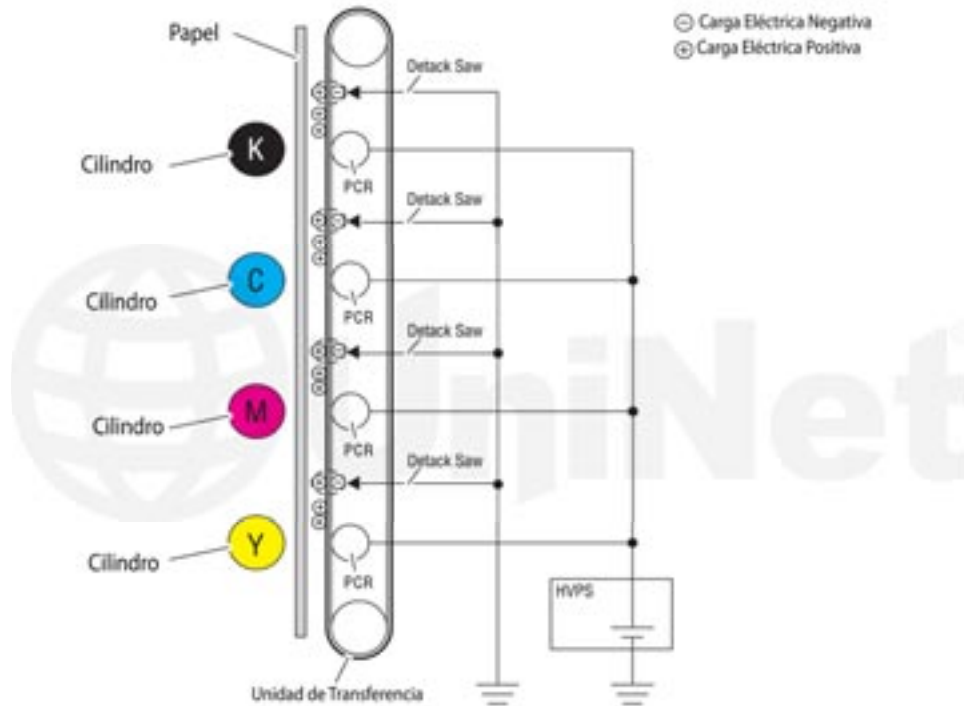 Papel
⊖ Carga Eléctrica Negativa
⊕ Carga Eléctrica Positiva
Detack Saw
K
Cilindro
PCR
Detack Saw
C
Cilindro
PCR
Detack Saw
M
Cilindro
PCR
Detack Saw
Y
Cilindro
PCR
HVPS
Unidad de Transferencia
UniNet